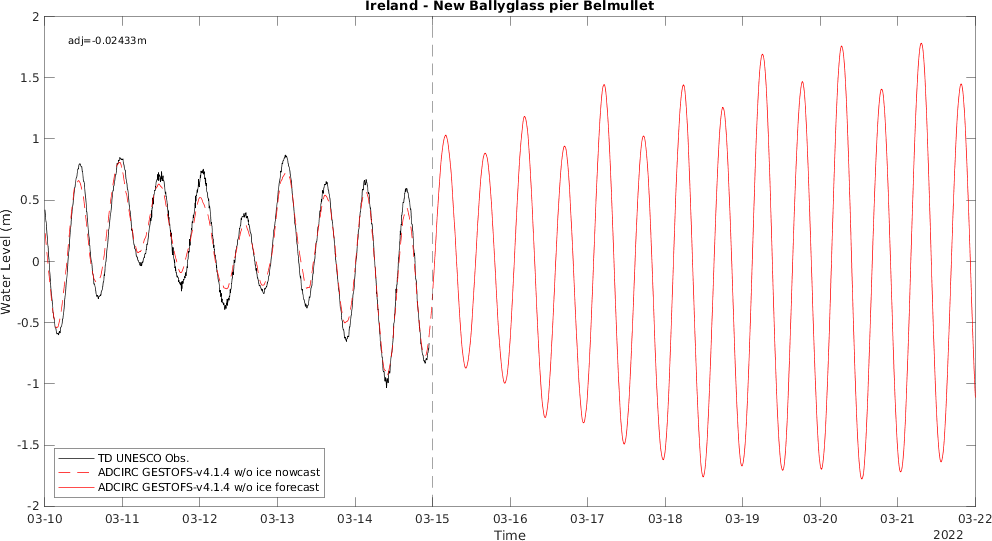 Ireland - New Ballyglass pier Belmullet
adj=-0.02433m
2
1.5
1
0.5
0
-0.5
-1
-1.5
-2
Water Level (m)
TD UNESCO Obs.
ADCIRC GESTOFS-v4.1.4 w/o ice nowcast
ADCIRC GESTOFS-v4.1.4 w/o ice forecast
03-10 03-11 03-12 03-13 03-14 03-15 03-16 03-17 03-18 03-19 03-20 03-21 03-22
Time
2022